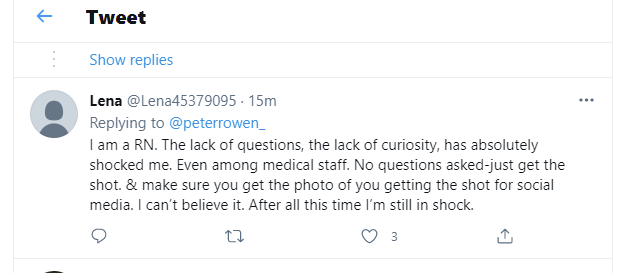 Tweet
Show replies
Lena @Lena45379095 · 15m
Replying to @peterrowen_
I am a RN. The lack of questions, the lack of curiosity, has absolutely
shocked me. Even among medical staff. No questions asked-just get the
shot. & make sure you get the photo of you getting the shot for social
media. I can’t believe it. After all this time I’m still in shock.
3